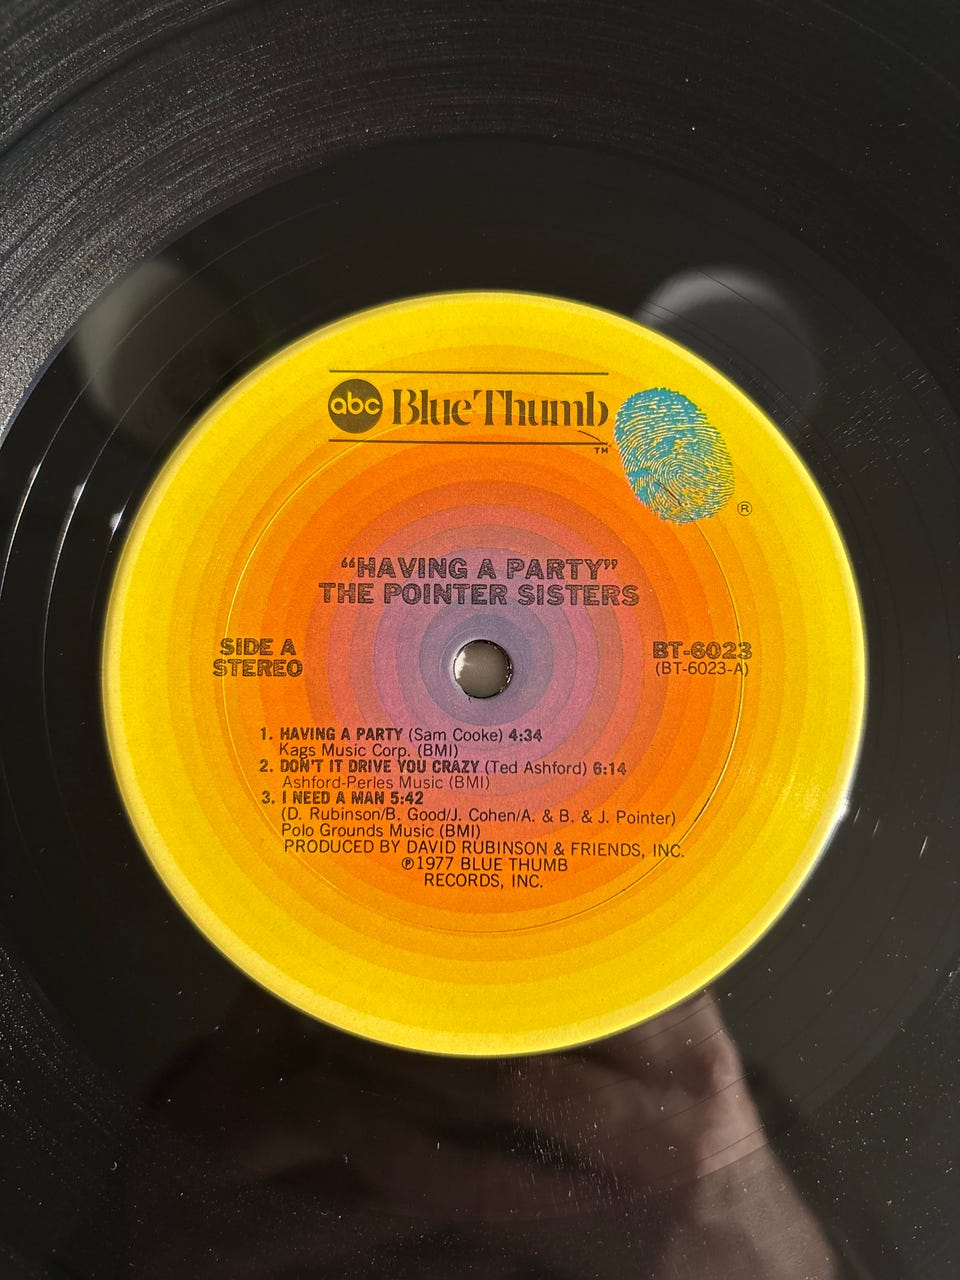 abc Blue Thumb
TM
®
"HAVING A PARTY"
THE POINTER SISTERS
SIDE A
STEREO
BT-6023
(BT-6023-A)
1. HAVING A PARTY (Sam Cooke) 4:34
Kags Music Corp. (BMI)
2. DON'T IT DRIVE YOU CRAZY (Ted Ashford) 6:14
Ashford-Perles Music (BMI)
3. I NEED A MAN 5:42
(D. Rubinson/B. Good/J. Cohen/A. & B. & J. Pointer)
Polo Grounds Music (BMI)
PRODUCED BY DAVID RUBINSON & FRIENDS, INC.
℗1977 BLUE THUMB
RECORDS, INC.